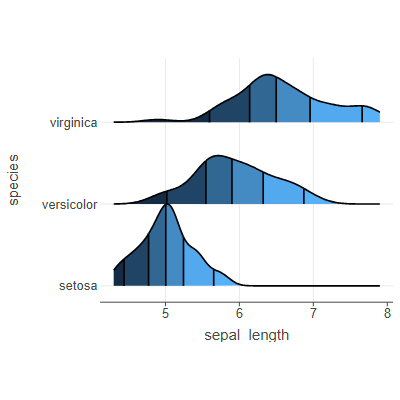 virginica
versicolor
setosa
species
5 6 7 8
sepal_length